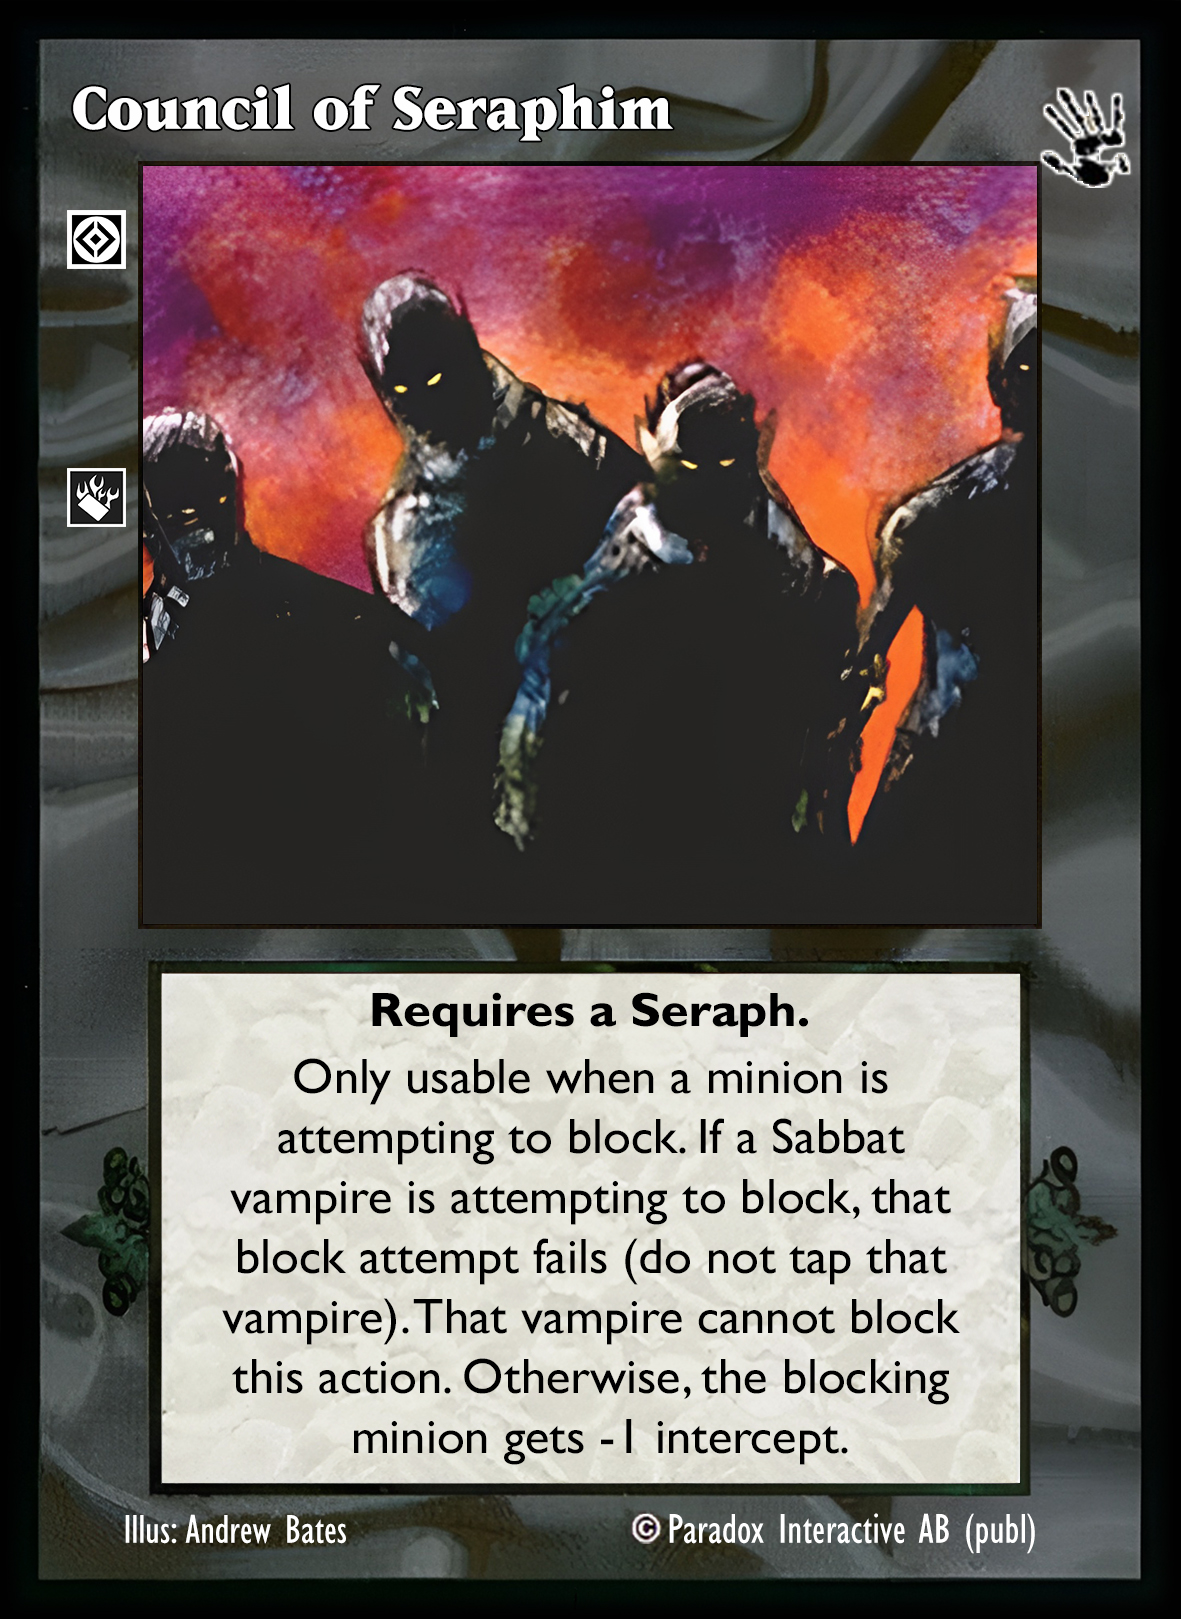 Council of Seraphim
Requires a Seraph.
Only usable when a minion is
attempting to block. If a Sabbat
vampire is attempting to block, that
block attempt fails (do not tap that
vampire). That vampire cannot block
this action. Otherwise, the blocking
minion gets -1 intercept.
Illus: Andrew Bates
© Paradox Interactive AB (publ)